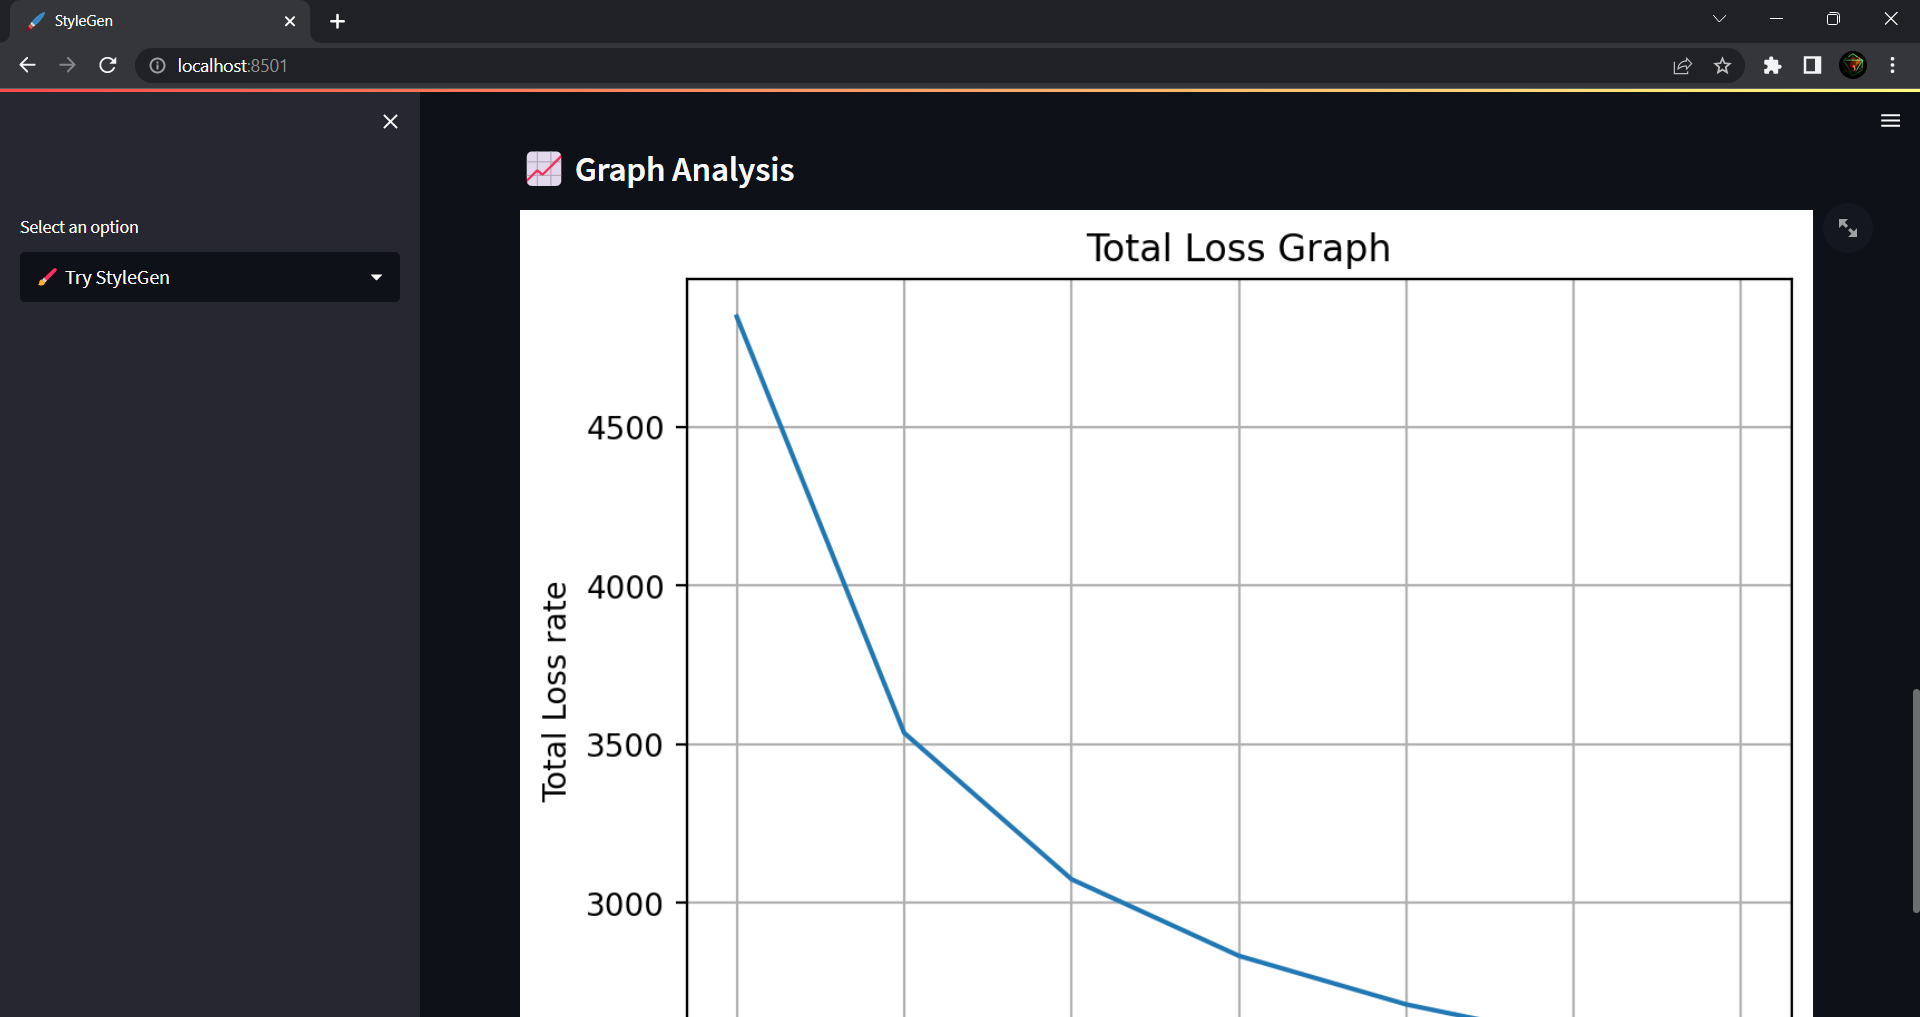 StyleGen
localhost:8501
Select an option
Try StyleGen
Graph Analysis
Total Loss Graph
Total Loss rate
4500
4000
3500
3000